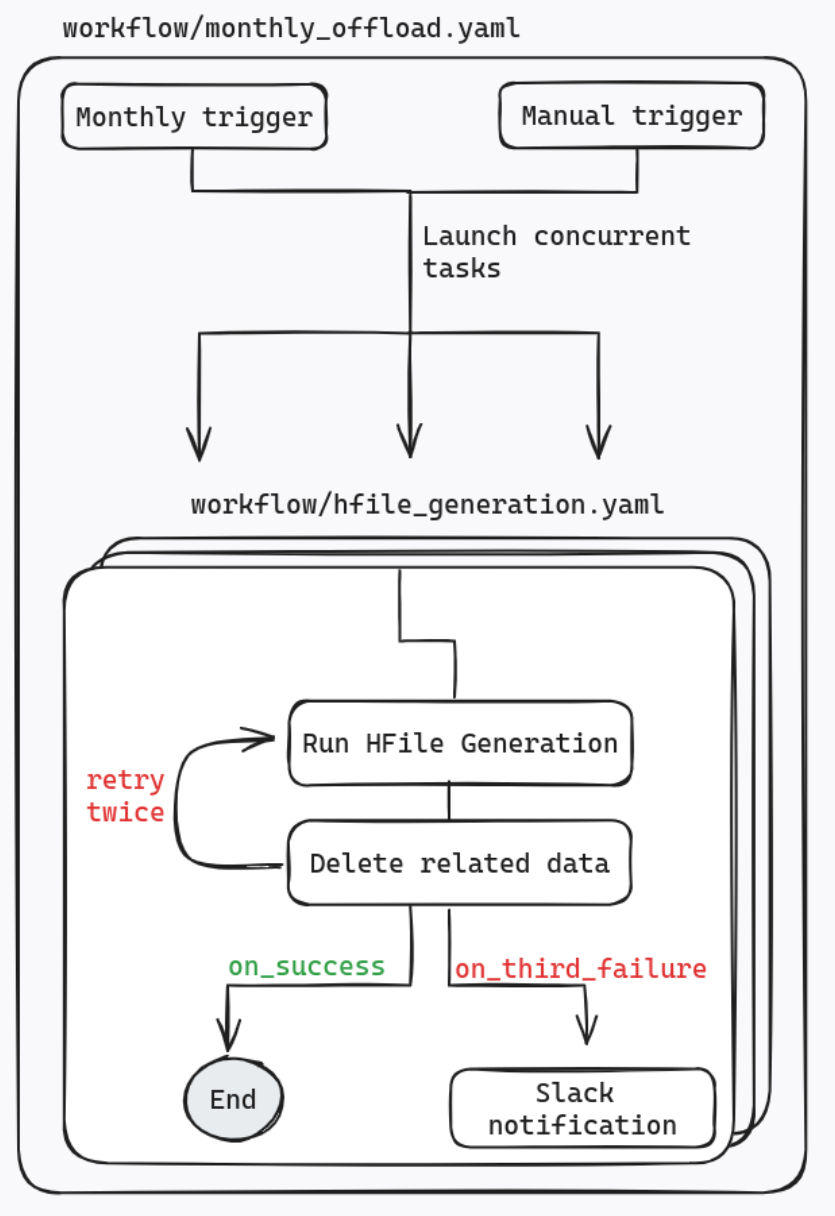 workflow/monthly_offload.yaml
Monthly trigger
Manual trigger
Launch concurrent
tasks
workflow/hfile_generation.yaml
Run HFile Generation
retry
twice
Delete related data
on_success
on_third_failure
End
Slack
notification